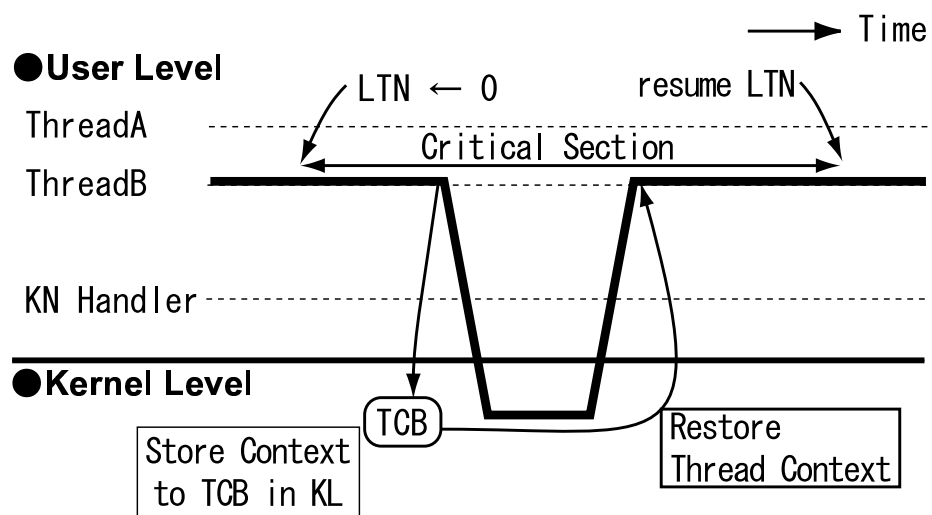 Time
●User Level
LTN ← 0
resume LTN
ThreadA
Critical Section
ThreadB
KN Handler
●Kernel Level
TCB
Store Context
to TCB in KL
Restore
Thread Context